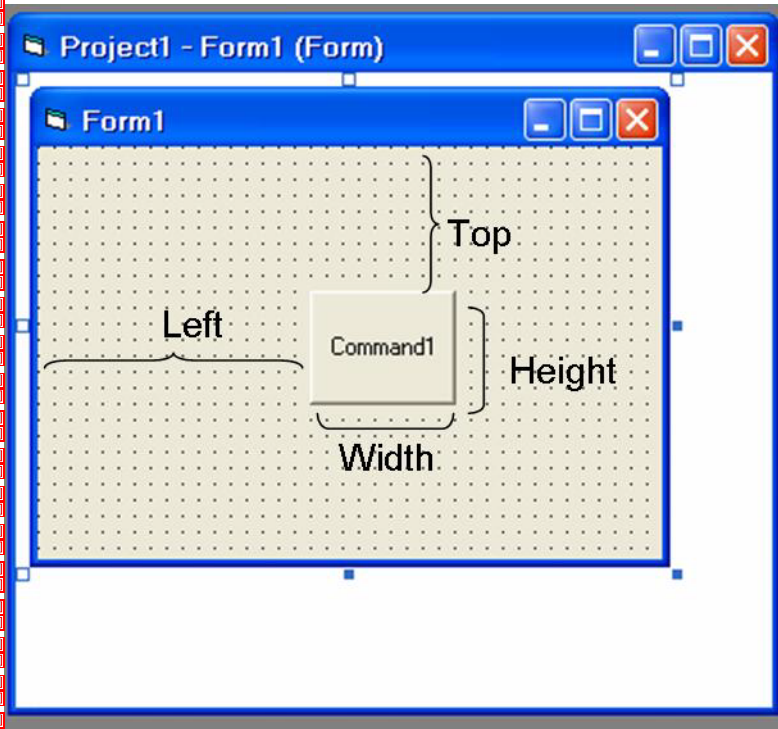 Project1 - Form1 (Form)
Form1
Top
Left
Command1
Height
Width